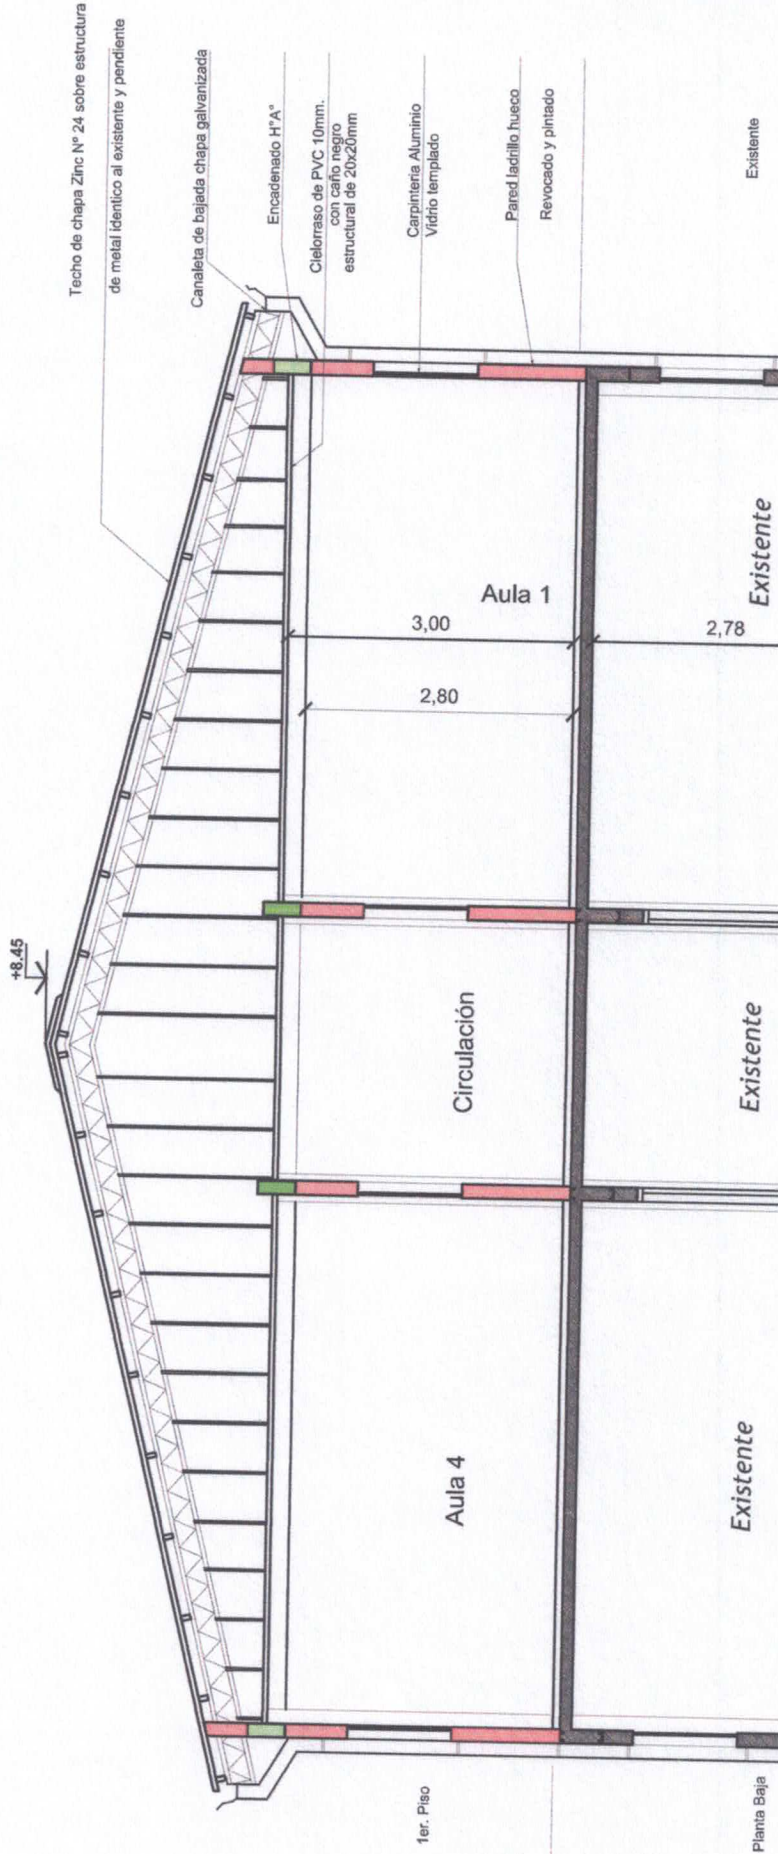 Techo de chapa Zinc Nº 24 sobre estructura
de metal identico al existente y pendiente
Canaleta de bajada chapa galvanizada
Encadenado H°A°
Cielorraso de PVC 10mm.
con caño negro
estructural de 20x20mm
Carpinteria Aluminio
Vidrio templado
Pared ladrillo hueco
Revocado y pintado
Existente
+8.45
Aula 4
Circulación
Aula 1
3,00
2,80
2,78
Existente
Existente
Existente
1er. Piso
Planta Baja